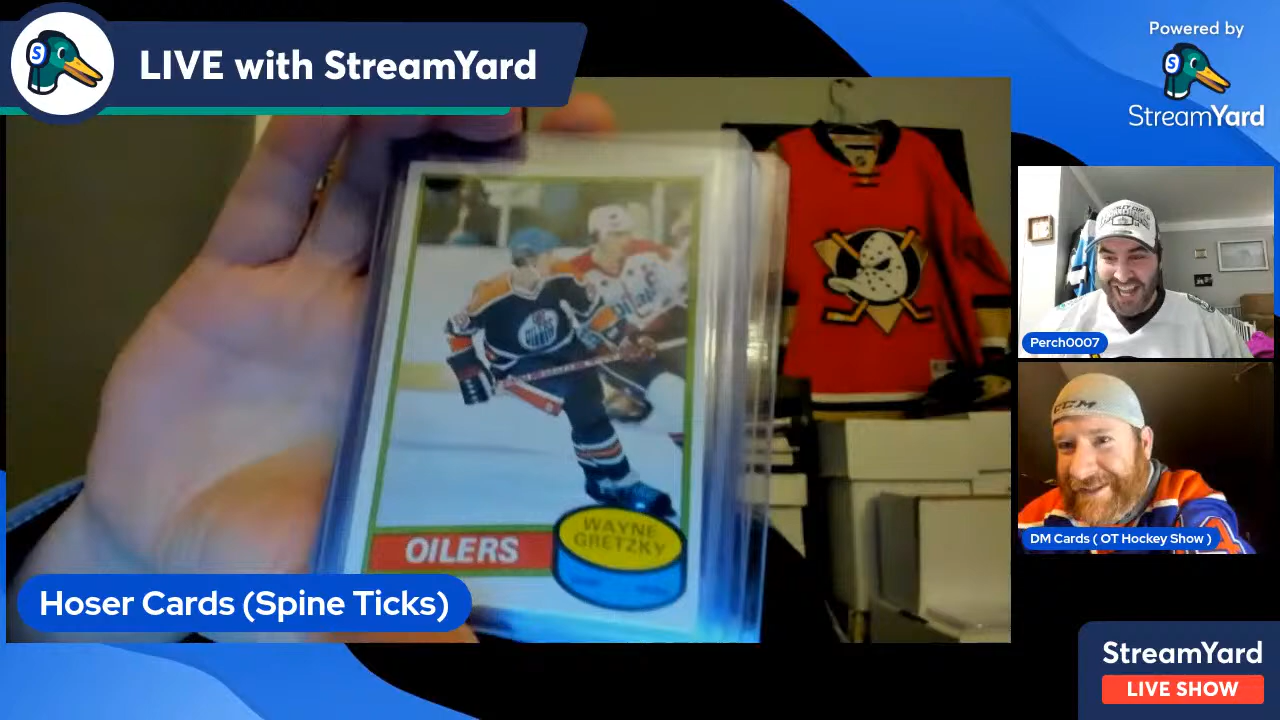 LIVE with StreamYard
Powered by
StreamYard
WAYNE
GRETZKY
OILERS
Hoser Cards (Spine Ticks)
Perch0007
CCM
DM Cards ( OT Hockey Show )
StreamYard
LIVE SHOW